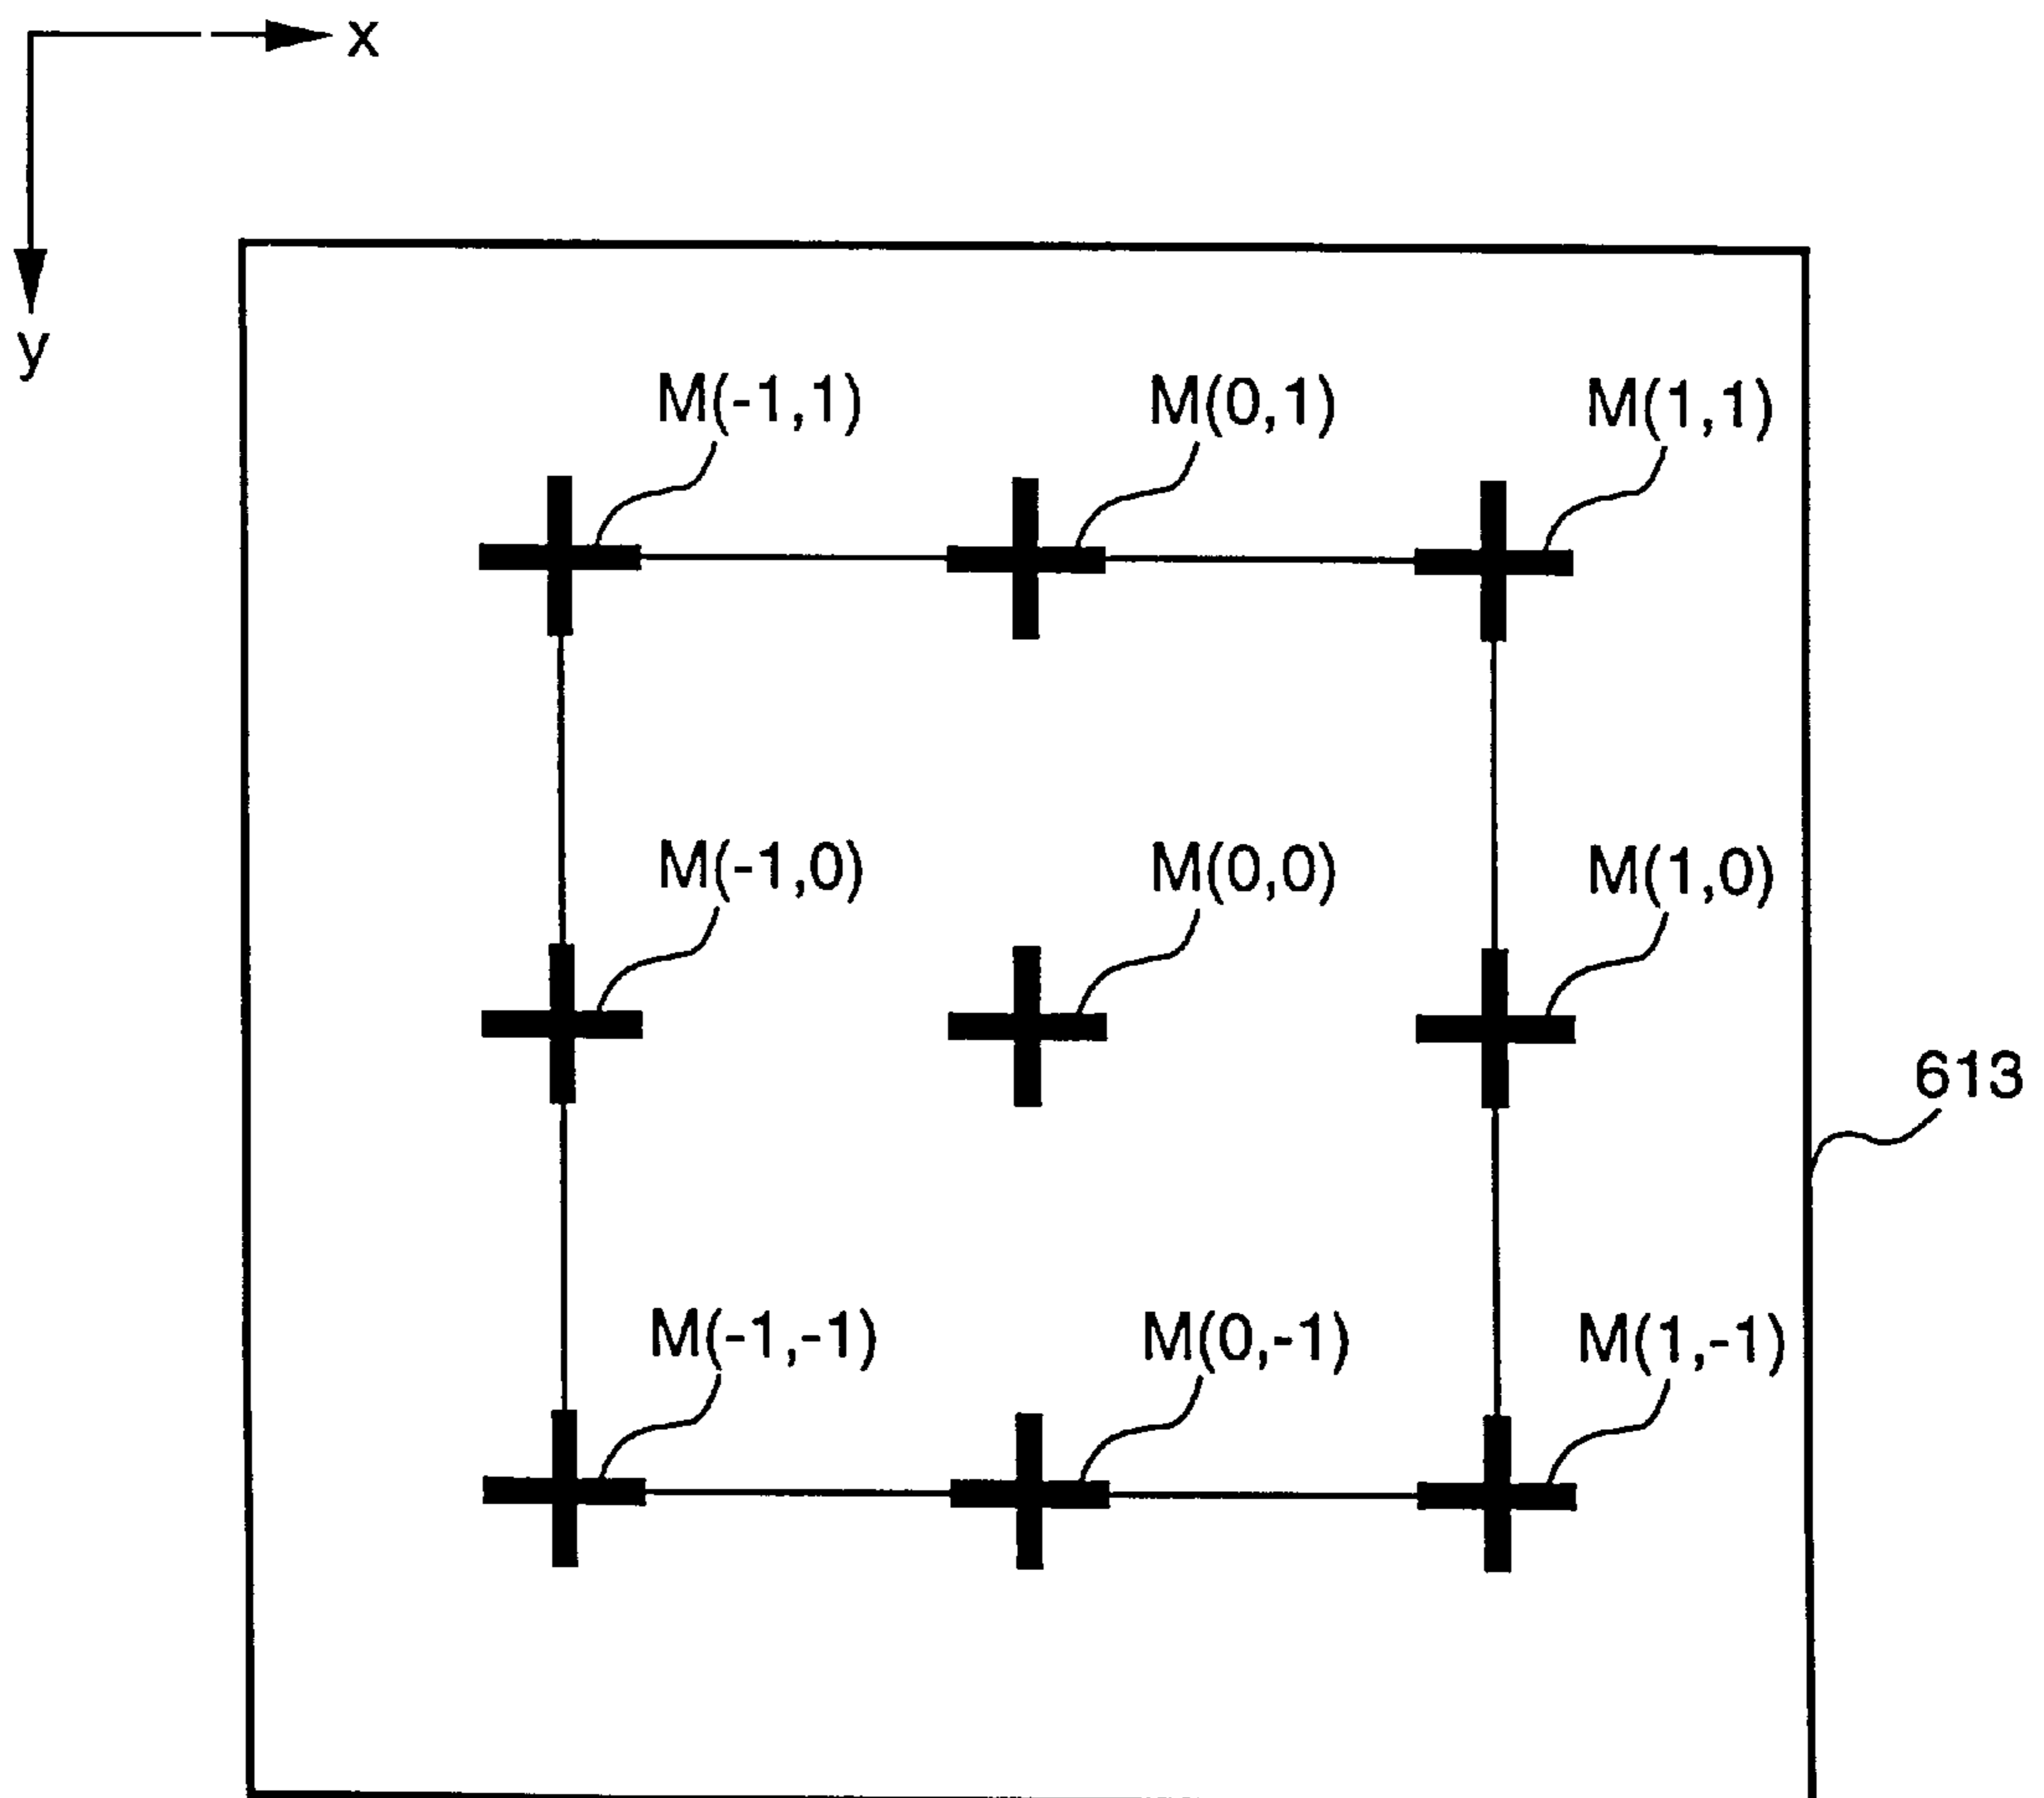 x
y
M(-1,1) M(0,1) M(1,1)
M(-1,0) M(0,0) M(1,0)
613
M(-1,-1) M(0,-1) M(1,-1)